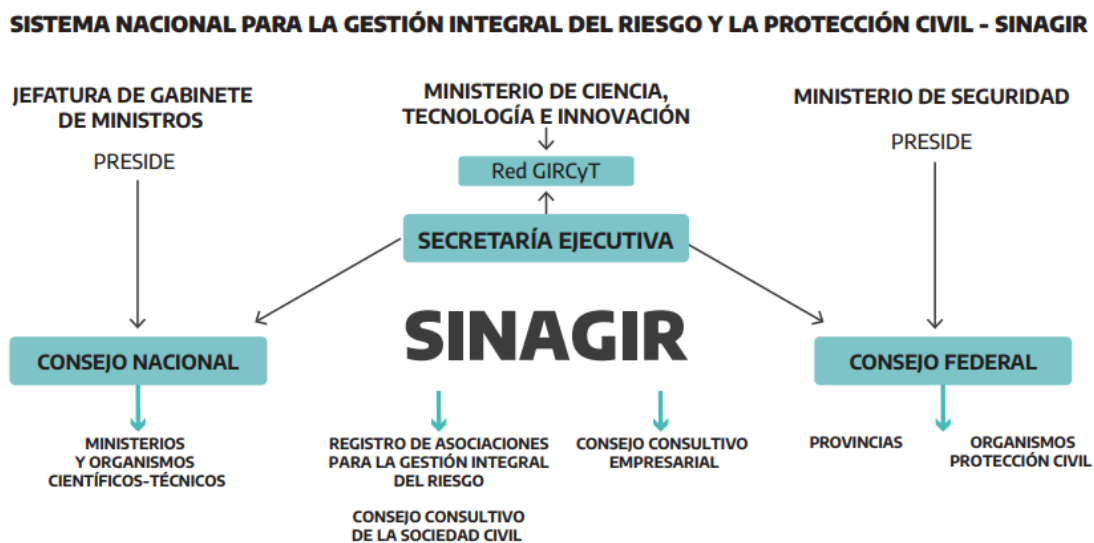 SISTEMA NACIONAL PARA LA GESTIÓN INTEGRAL DEL RIESGO Y LA PROTECCIÓN CIVIL - SINAGIR
JEFATURA DE GABINETE
DE MINISTROS
PRESIDE
MINISTERIO DE CIENCIA,
TECNOLOGÍA E INNOVACIÓN
Red GIRCyT
MINISTERIO DE SEGURIDAD
PRESIDE
SECRETARÍA EJECUTIVA
SINAGIR
CONSEJO NACIONAL
CONSEJO FEDERAL
MINISTERIOS
Y ORGANISMOS
CIENTÍFICOS-TÉCNICOS
REGISTRO DE ASOCIACIONES
PARA LA GESTIÓN INTEGRAL
DEL RIESGO
CONSEJO CONSULTIVO
DE LA SOCIEDAD CIVIL
CONSEJO CONSULTIVO
EMPRESARIAL
PROVINCIAS
ORGANISMOS
PROTECCIÓN CIVIL